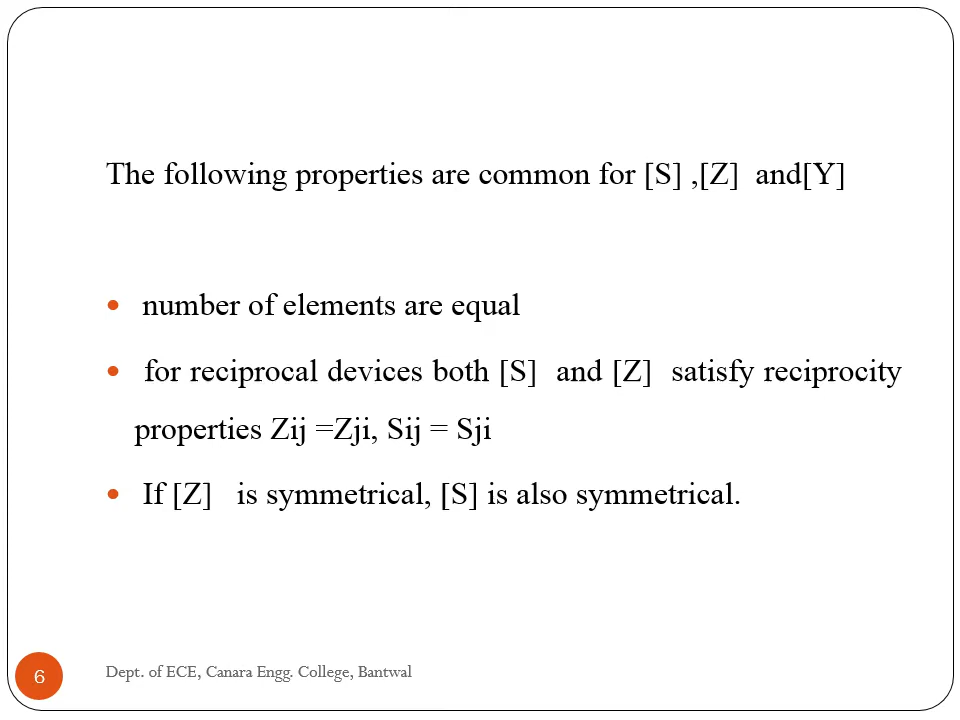 The following properties are common for [S] ,[Z] and[Y]
• number of elements are equal
• for reciprocal devices both [S] and [Z] satisfy reciprocity
properties Zij =Zji, Sij = Sji
• If [Z] is symmetrical, [S] is also symmetrical.
6 Dept. of ECE, Canara Engg. College, Bantwal